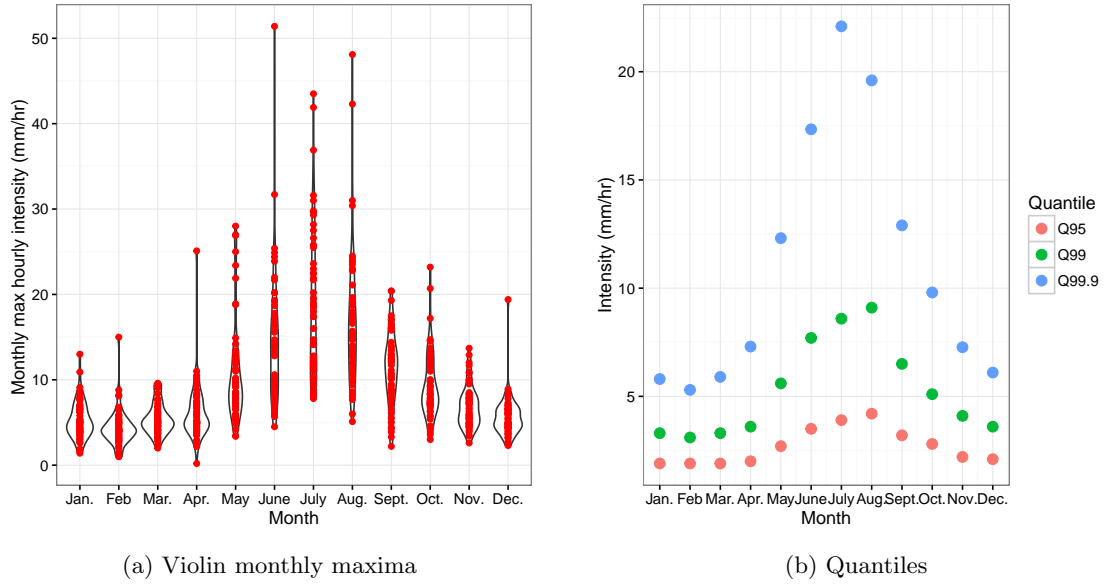 50
40
30
20
10
0
Monthly max hourly intensity (mm/hr)
Jan. Feb Mar. Apr. May June July Aug. Sept. Oct. Nov. Dec.
Month
(a) Violin monthly maxima
20
15
10
5
Intensity (mm/hr)
Jan. Feb Mar. Apr. May June July Aug. Sept. Oct. Nov. Dec.
Month
Quantile
Q95
Q99
Q99.9
(b) Quantiles